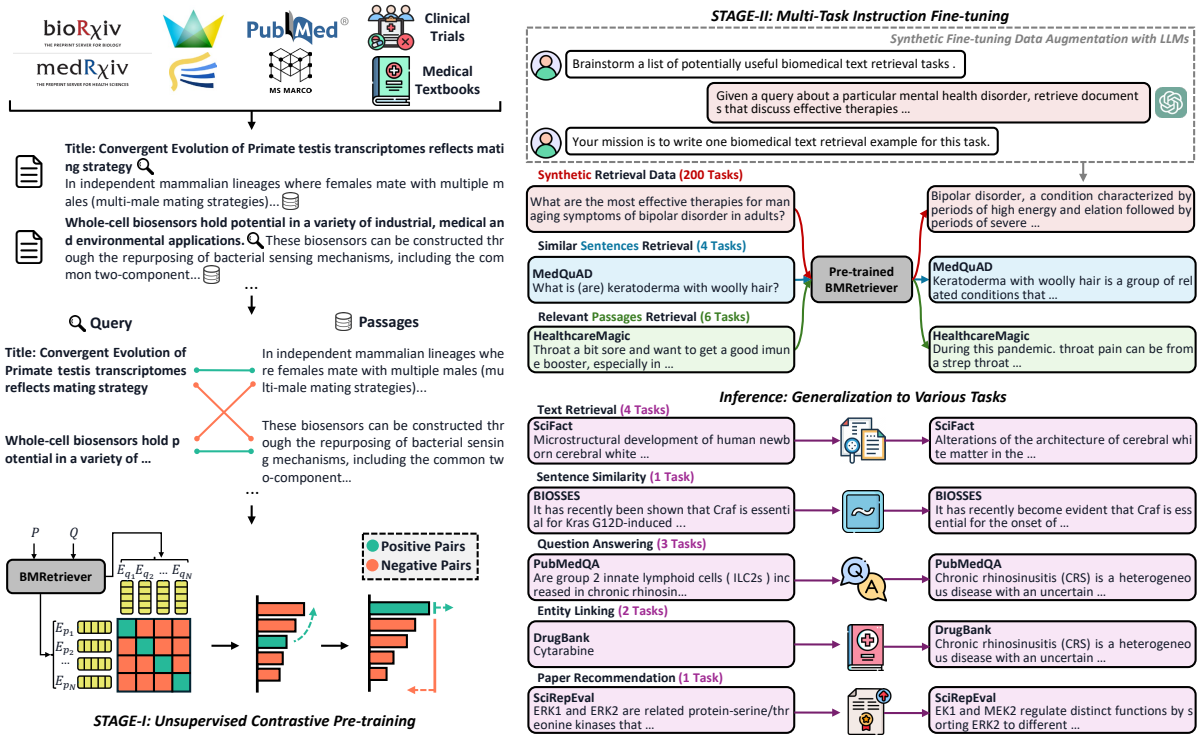 bioRχiv
THE PREPRINT SERVER FOR BIOLOGY
medRχiv
THE PREPRINT SERVER FOR HEALTH SCIENCES
PubMed®
MS MARCO
Clinical
Trials
Medical
Textbooks
Title: Convergent Evolution of Primate testis transcriptomes reflects mati
ng strategy
In independent mammalian lineages where females mate with multiple m
ales (multi-male mating strategies)...
Whole-cell biosensors hold potential in a variety of industrial, medical an
d environmental applications. These biosensors can be constructed thr
ough the repurposing of bacterial sensing mechanisms, including the com
mon two-component...
...
Query
Passages
Title: Convergent Evolution of
Primate testis transcriptomes
reflects mating strategy
In independent mammalian lineages whe
re females mate with multiple males (mu
lti-male mating strategies)...
Whole-cell biosensors hold p
otential in a variety of ...
These biosensors can be constructed thr
ough the repurposing of bacterial sensin
g mechanisms, including the common tw
o-component...
...
P Q
BMRetriever
E_{q_1} E_{q_2} ... E_{q_N}
E_{p_1}
E_{p_2}
...
E_{p_N}
Positive Pairs
Negative Pairs
STAGE-I: Unsupervised Contrastive Pre-training
STAGE-II: Multi-Task Instruction Fine-tuning
Synthetic Fine-tuning Data Augmentation with LLMs
Brainstorm a list of potentially useful biomedical text retrieval tasks .
Given a query about a particular mental health disorder, retrieve document
s that discuss effective therapies ...
Your mission is to write one biomedical text retrieval example for this task.
Synthetic Retrieval Data (200 Tasks)
What are the most effective therapies for man
aging symptoms of bipolar disorder in adults?
Bipolar disorder, a condition characterized by
periods of high energy and elation followed by
periods of severe ...
Similar Sentences Retrieval (4 Tasks)
MedQuAD
What is (are) keratoderma with woolly hair?
Pre-trained
BMRetriever
MedQuAD
Keratoderma with woolly hair is a group of rel
ated conditions that ...
Relevant Passages Retrieval (6 Tasks)
HealthcareMagic
Throat a bit sore and want to get a good imun
e booster, especially in ...
HealthcareMagic
During this pandemic. throat pain can be from
a strep throat ...
Inference: Generalization to Various Tasks
Text Retrieval (4 Tasks)
SciFact
Microstructural development of human newb
orn cerebral white ...
SciFact
Alterations of the architecture of cerebral whi
te matter in the ...
Sentence Similarity (1 Task)
BIOSSES
It has recently been shown that Craf is essenti
al for Kras G12D-induced ...
BIOSSES
It has recently become evident that Craf is ess
ential for the onset of ...
Question Answering (3 Tasks)
PubMedQA
Are group 2 innate lymphoid cells ( ILC2s ) inc
reased in chronic rhinosin...
Q
A
PubMedQA
Chronic rhinosinusitis (CRS) is a heterogeneo
us disease with an uncertain ...
Entity Linking (2 Tasks)
DrugBank
Cytarabine
DrugBank
Chronic rhinosinusitis (CRS) is a heterogeneo
us disease with an uncertain ...
Paper Recommendation (1 Task)
SciRepEval
ERK1 and ERK2 are related protein-serine/thr
eonine kinases that ...
SciRepEval
EK1 and MEK2 regulate distinct functions by s
orting ERK2 to different ...